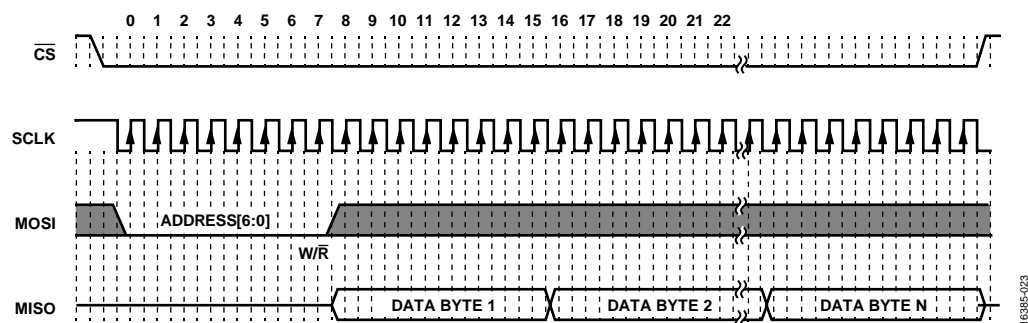 0 1 2 3 4 5 6 7 8 9 10 11 12 13 14 15 16 17 18 19 20 21 22
C̅S̅
SCLK
MOSI
ADDRESS[6:0]
W/R̅
MISO
DATA BYTE 1
DATA BYTE 2
DATA BYTE N
16385-023